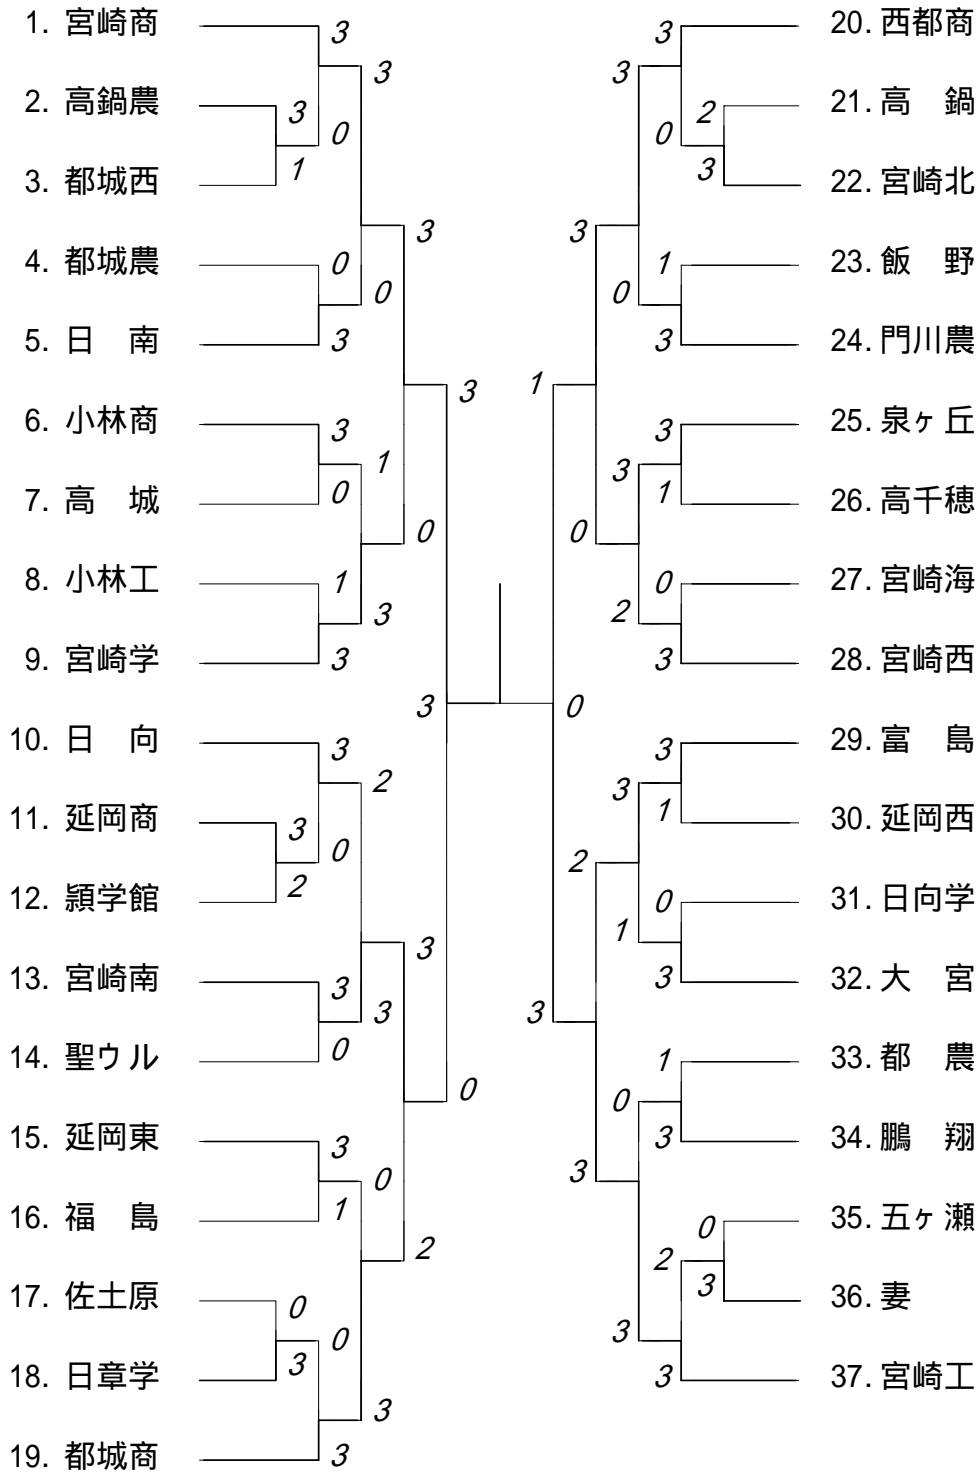 1. 宮崎商
2. 高鍋農
3. 都城西
4. 都城農
5. 日　南
6. 小林商
7. 高　城
8. 小林工
9. 宮崎学
10. 日　向
11. 延岡商
12. 頴学館
13. 宮崎南
14. 聖ウル
15. 延岡東
16. 福　島
17. 佐土原
18. 日章学
19. 都城商
3
3
3
0
1
3
0
0
3
3
3
1
0
0
1
3
3
3
3
2
3
0
2
3
3
3
0
0
3
0
1
2
0
0
3
3
3
3
3
2
0
3
3
1
0
3
1
3
3
1
0
0
2
3
0
3
3
1
2
0
1
3
3
1
0
3
3
0
2
3
3
3
20. 西都商
21. 高　鍋
22. 宮崎北
23. 飯　野
24. 門川農
25. 泉ヶ丘
26. 高千穂
27. 宮崎海
28. 宮崎西
29. 富　島
30. 延岡西
31. 日向学
32. 大　宮
33. 都　農
34. 鵬　翔
35. 五ヶ瀬
36. 妻
37. 宮崎工